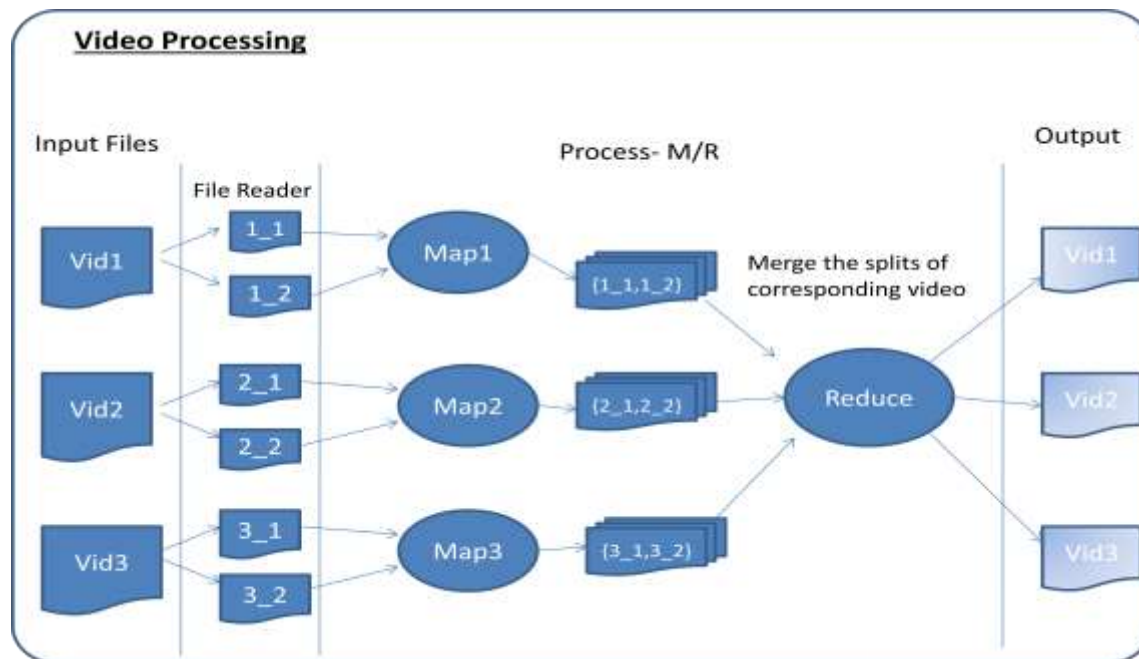 Video Processing
Input Files
Process- M/R
Output
File Reader
Vid1
1_1
1_2
Map1
{1_1,1_2}
Merge the splits of
corresponding video
Vid1
Vid2
2_1
2_2
Map2
{2_1,2_2}
Reduce
Vid2
Vid3
3_1
3_2
Map3
{3_1,3_2}
Vid3